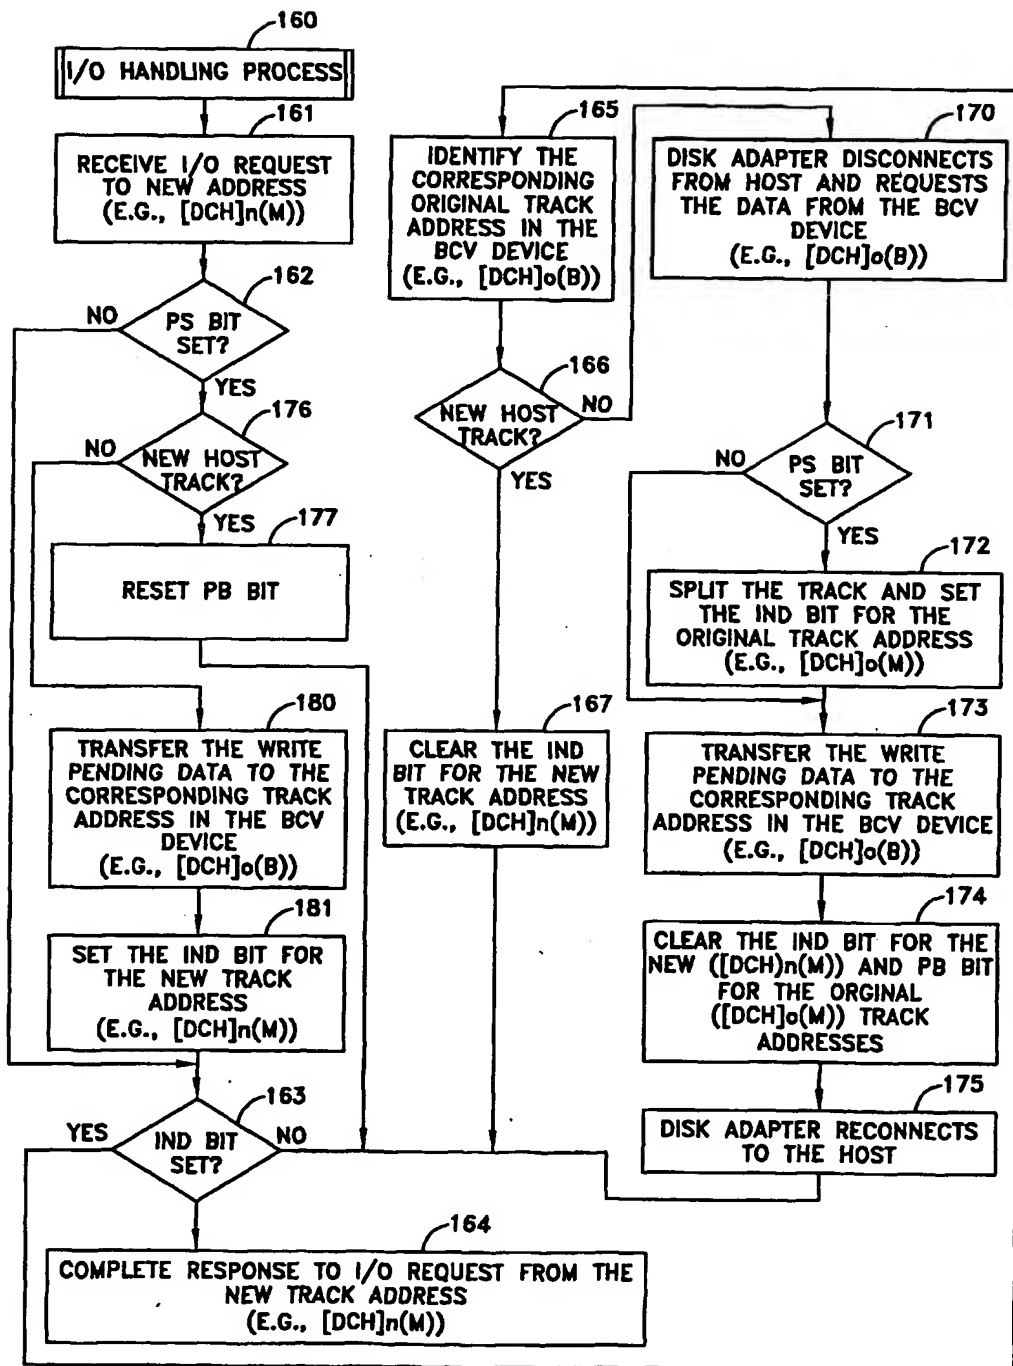 160
I/O HANDLING PROCESS
161
RECEIVE I/O REQUEST
TO NEW ADDRESS
(E.G., [DCH]n(M))
162
NO
PS BIT
SET?
YES
176
NO
NEW HOST
TRACK?
YES
177
RESET PB BIT
180
TRANSFER THE WRITE
PENDING DATA TO THE
CORRESPONDING TRACK
ADDRESS IN THE BCV
DEVICE
(E.G., [DCH]o(B))
181
SET THE IND BIT FOR
THE NEW TRACK
ADDRESS
(E.G., [DCH]n(M))
163
YES
IND BIT
SET?
NO
164
COMPLETE RESPONSE TO I/O REQUEST FROM THE
NEW TRACK ADDRESS
(E.G., [DCH]n(M))
165
IDENTIFY THE
CORRESPONDING
ORIGINAL TRACK
ADDRESS IN THE
BCV DEVICE
(E.G., [DCH]o(B))
166
NEW HOST
TRACK?
NO
YES
167
CLEAR THE IND
BIT FOR THE NEW
TRACK ADDRESS
(E.G., [DCH]n(M))
170
DISK ADAPTER DISCONNECTS
FROM HOST AND REQUESTS
THE DATA FROM THE BCV
DEVICE
(E.G., [DCH]o(B))
171
NO
PS BIT
SET?
YES
172
SPLIT THE TRACK AND SET
THE IND BIT FOR THE
ORIGINAL TRACK ADDRESS
(E.G., [DCH]o(M))
173
TRANSFER THE WRITE
PENDING DATA TO THE
CORRESPONDING TRACK
ADDRESS IN THE BCV DEVICE
(E.G., [DCH]o(B))
174
CLEAR THE IND BIT FOR THE
NEW ([DCH)n(M)) AND PB BIT
FOR THE ORGINAL
([DCH]o(M)) TRACK
ADDRESSES
175
DISK ADAPTER RECONNECTS
TO THE HOST